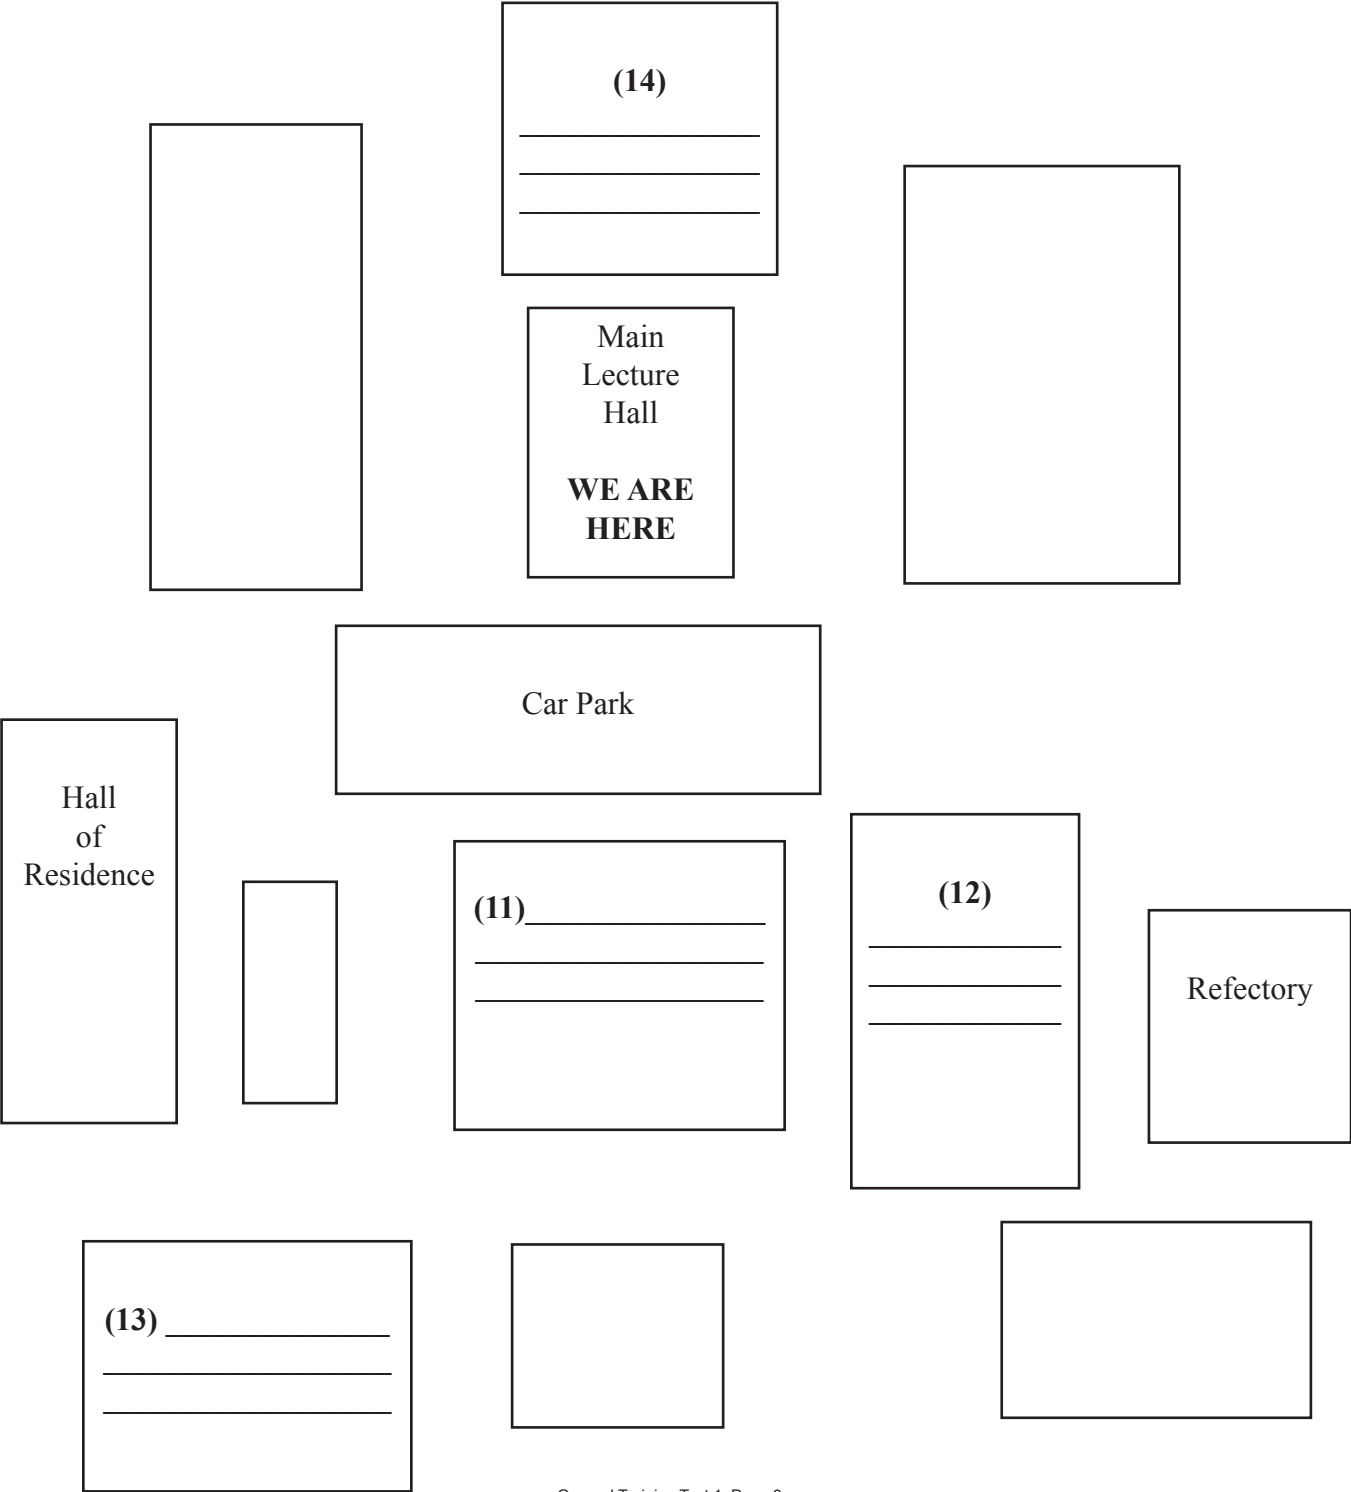 (14)
Main
Lecture
Hall
WE ARE
HERE
Car Park
Hall
of
Residence
(11)
(12)
Refectory
(13)